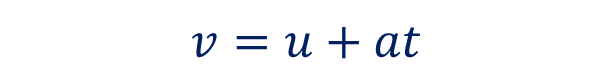 v = u + at